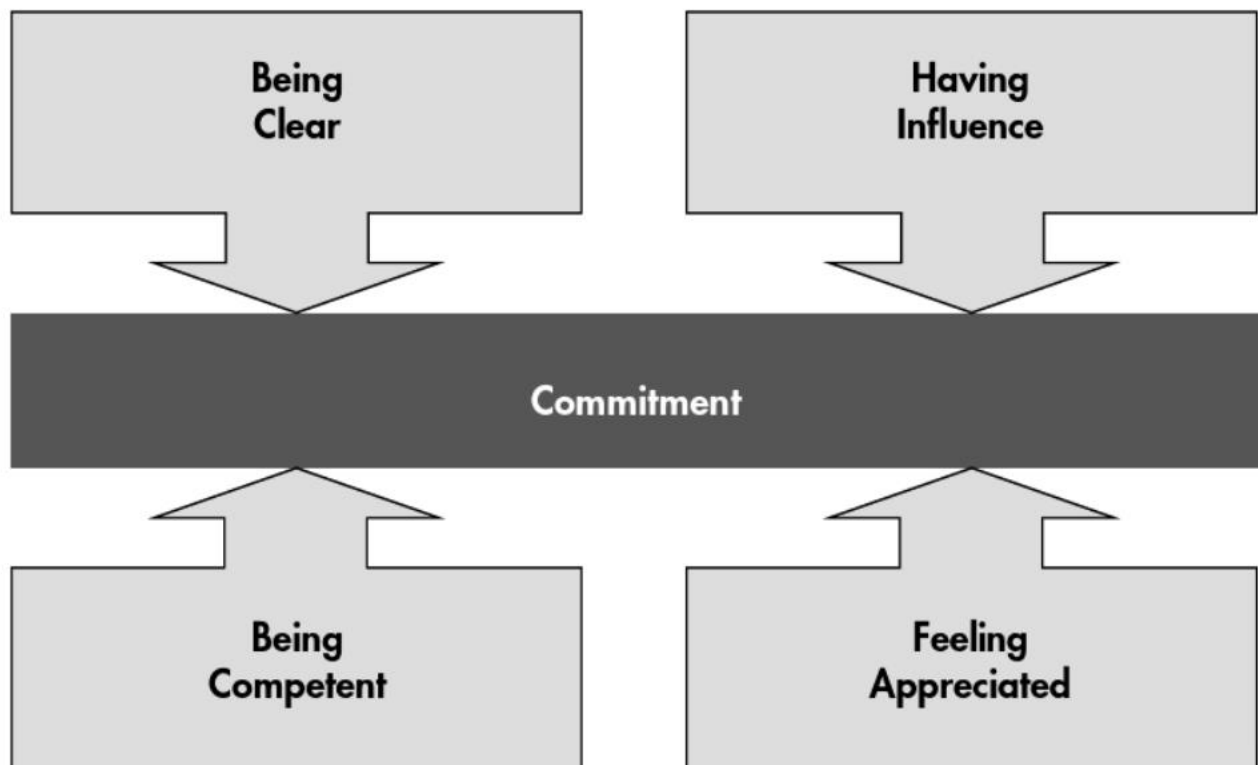 Being
Clear
Having
Influence
Commitment
Being
Competent
Feeling
Appreciated